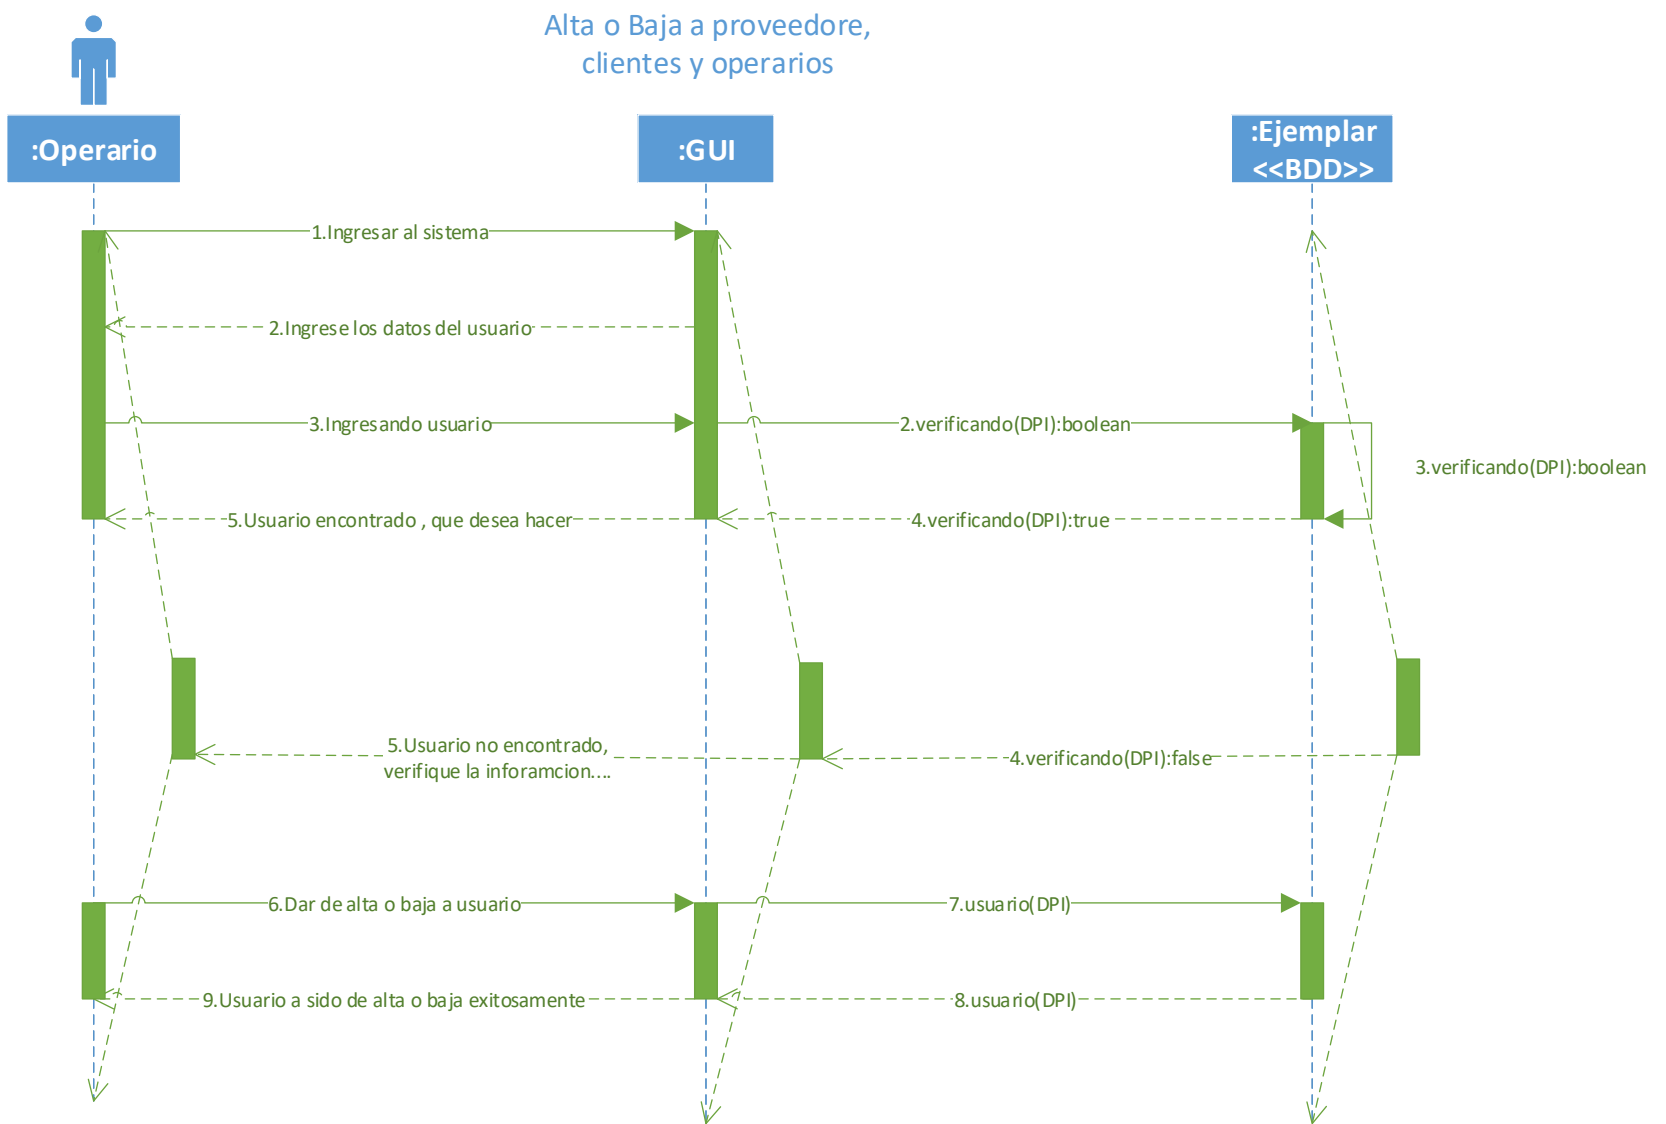 Alta o Baja a proveedore,
clientes y operarios
:Operario
:GUI
:Ejemplar
<<BDD>>
1.Ingresar al sistema
2.Ingrese los datos del usuario
3.Ingresando usuario
2.verificando(DPI):boolean
3.verificando(DPI):boolean
5.Usuario encontrado , que desea hacer
4.verificando(DPI):true
5.Usuario no encontrado,
verifique la inforamcion....
4.verificando(DPI):false
6.Dar de alta o baja a usuario
7.usuario(DPI)
9.Usuario a sido de alta o baja exitosamente
8.usuario(DPI)